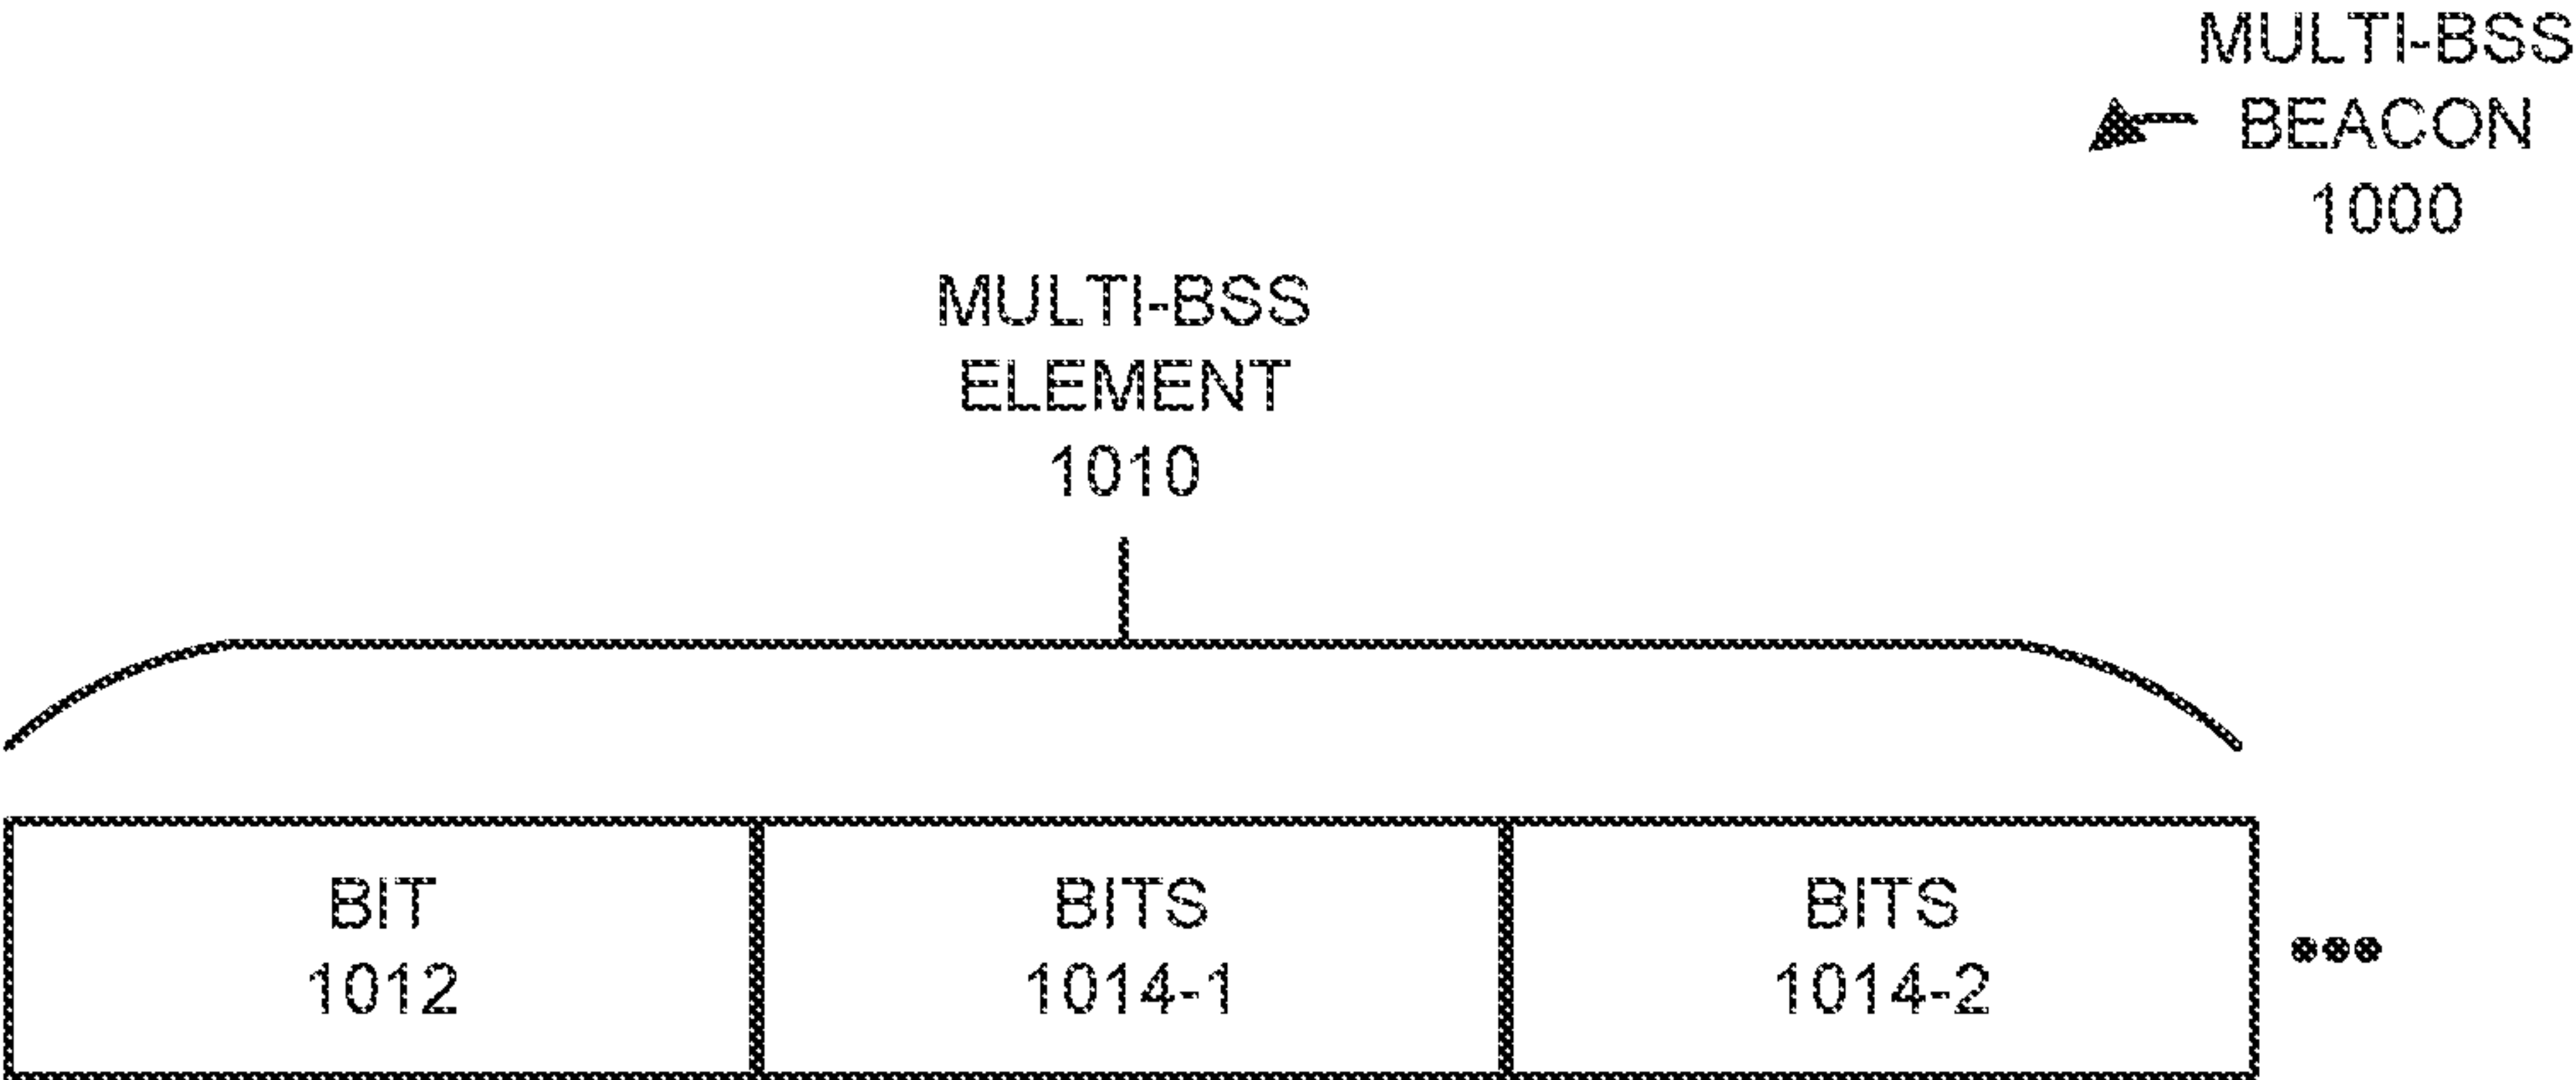 MULTI-BSS
BEACON
1000
MULTI-BSS
ELEMENT
1010
BIT
1012
BITS
1014-1
BITS
1014-2
•••